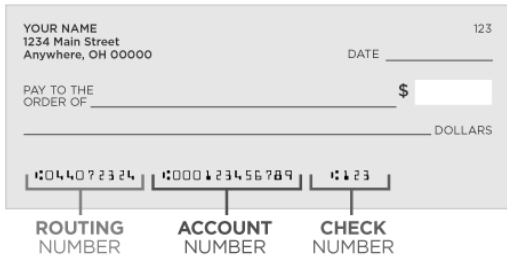 YOUR NAME 123
1234 Main Street
Anywhere, OH 00000
DATE
PAY TO THE
ORDER OF $
DOLLARS
⑆044072324 ⑆000123456789 ⑆123
ROUTING ACCOUNT CHECK
NUMBER NUMBER NUMBER